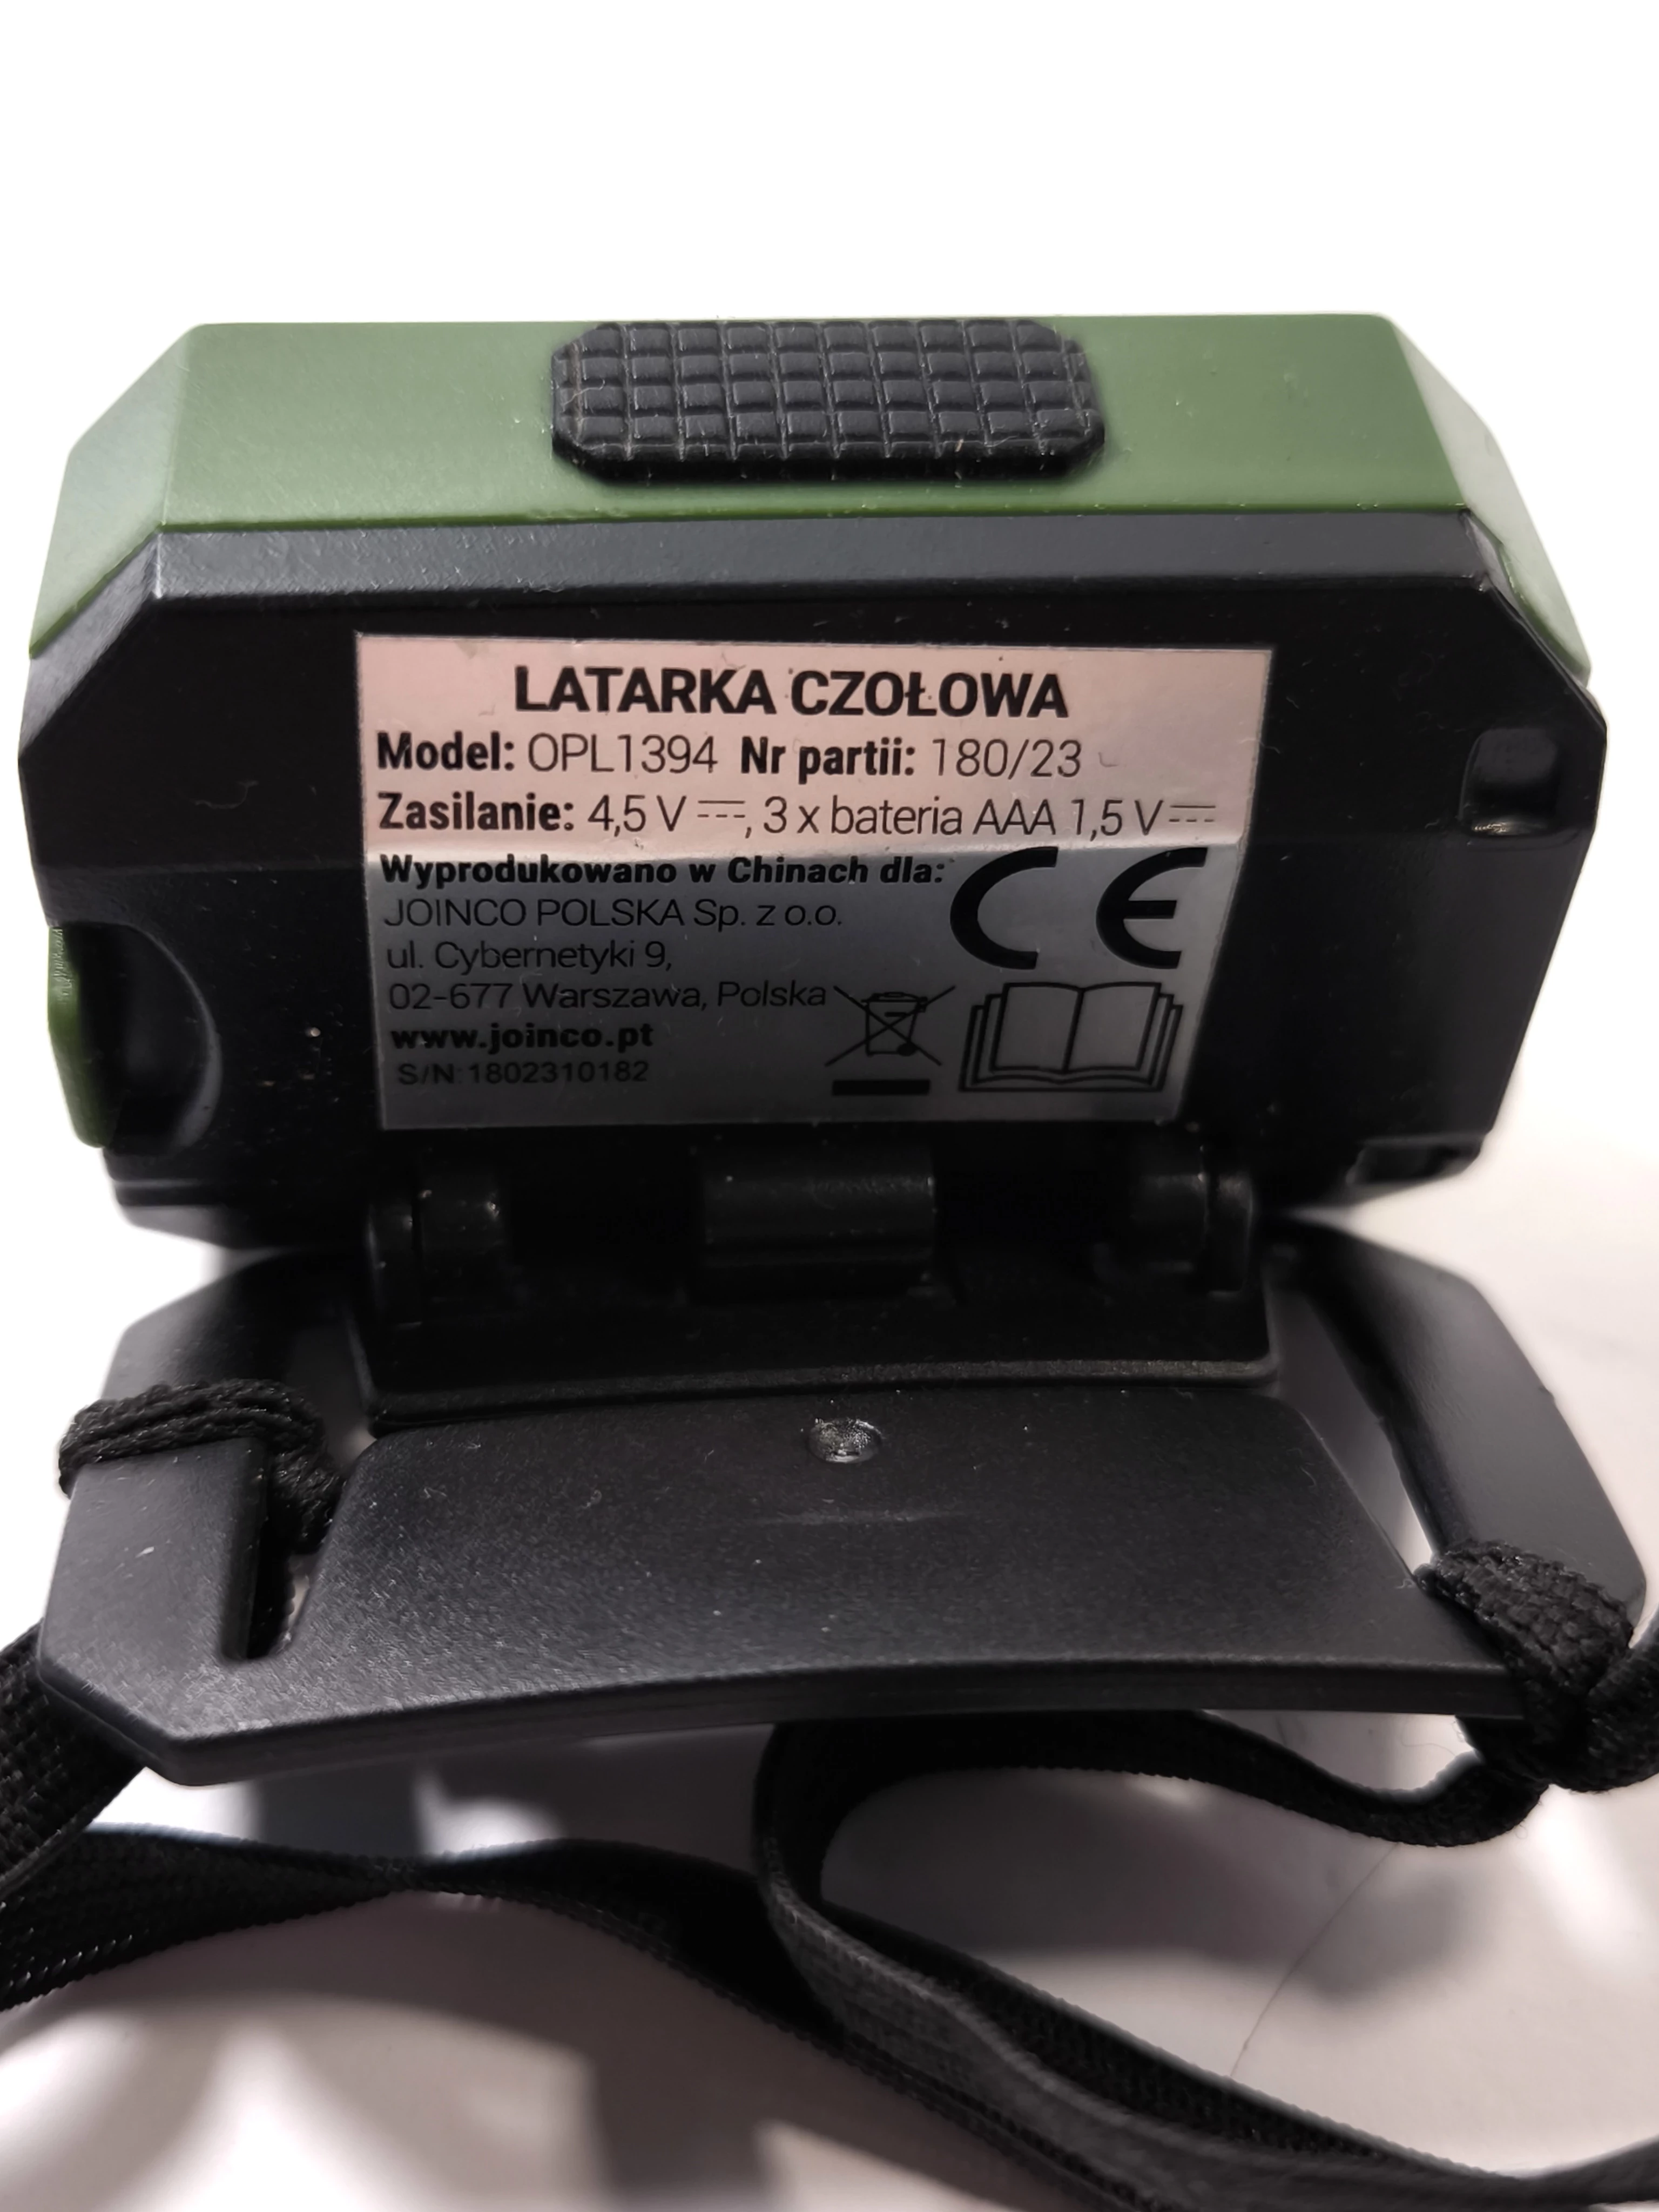 LATARKA CZOŁOWA
Model: OPL1394 Nr partii: 180/23
Zasilanie: 4,5 V ⎓, 3 x bateria AAA 1,5 V⎓
Wyprodukowano w Chinach dla:
JOINCO POLSKA Sp. z o.o.
ul. Cybernetyki 9,
02-677 Warszawa, Polska
www.joinco.pt
S/N: 1802310182
CE